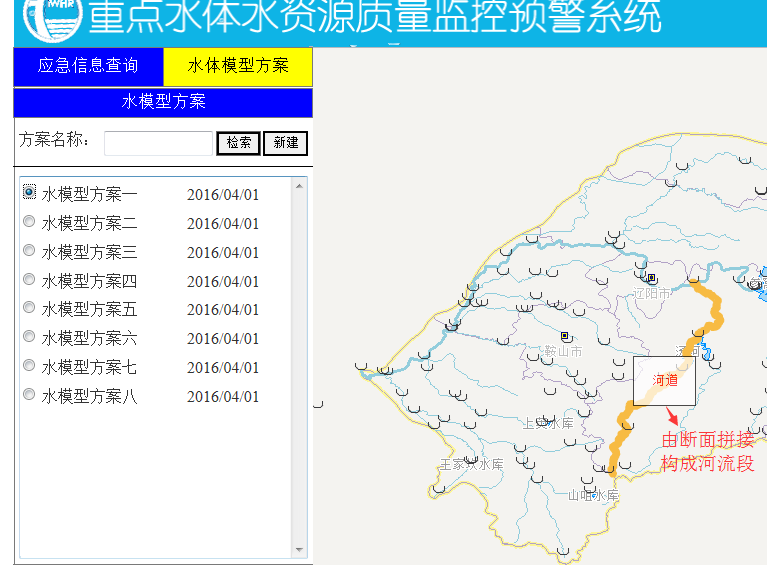 IWHR
重点水体水资源质量监控预警系统
应急信息查询 水体模型方案
水模型方案
方案名称： 检索 新建
水模型方案一 2016/04/01
水模型方案二 2016/04/01
水模型方案三 2016/04/01
水模型方案四 2016/04/01
水模型方案五 2016/04/01
水模型方案六 2016/04/01
水模型方案七 2016/04/01
水模型方案八 2016/04/01
辽阳市
鞍山市
汤河
河道
上英水库
由断面拼接
构成河流段
王家坎水库
山咀水库